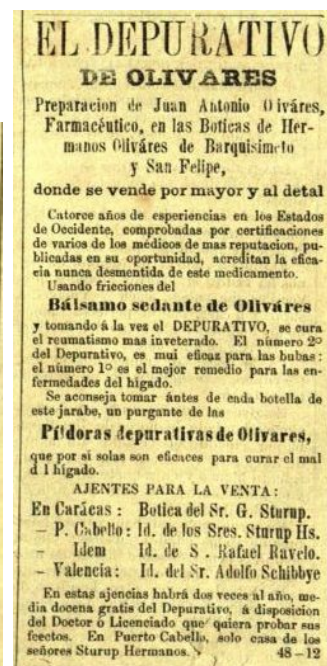 EL DEPURATIVO
DE OLIVARES
Preparacion de Juan Antonio Oliváres,
Farmacéutico, en las Boticas de Her-
manos Oliváres de Barquisimeto
y San Felipe,
donde se vende por mayor y al detal
Catorce años de esperiencias en los Estados
de Occidente, comprobadas por certificaciones
de varios de los médicos de mas reputacion, pu-
blicadas en su oportunidad, acreditan la efica-
cia nunca desmentida de este medicamento.
Usando fricciones del
Bálsamo sedante de Oliváres
y tomando á la vez el DEPURATIVO, se cura
el reumatismo mas inveterado. El número 2º
del Depurativo, es mui eficaz para las bubas:
el número 1º es el mejor remedio para las en-
fermedades del hígado.
Se aconseja tomar ántes de cada botella de
este jarabe, un purgante de las
Píldoras depurativas de Olivares,
que por sí solas son eficaces para curar el mal
d l hígado.
AJENTES PARA LA VENTA:
En Carácas: Botica del Sr. G. Sturup.
– P. Cabello: Id. de los Sres. Sturup Hs.
– Idem Id. de S . Rafael Ravelo.
– Valencia: Id. del Sr. Adolfo Schibbye
En estas ajencias habrá dos veces al año, me-
dia docena gratis del Depurativo, á disposicion
del Doctor ó Licenciado que quiera probar sus
feectos. En Puerto Cabello, solo casa de los
señores Sturup Hermanos. 48–12